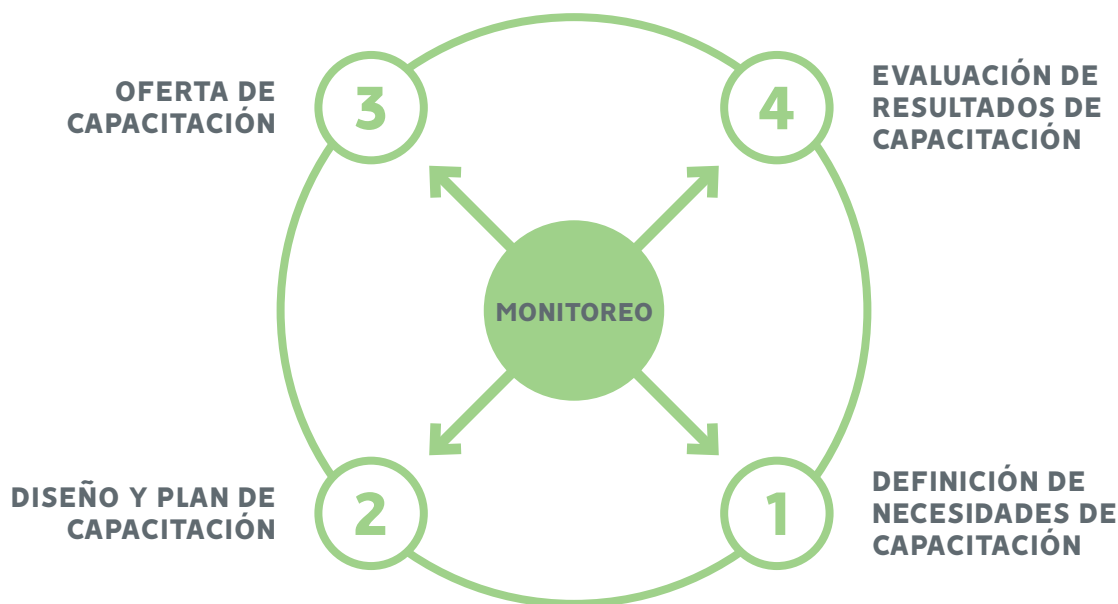 OFERTA DE
CAPACITACIÓN
3
4
EVALUACIÓN DE
RESULTADOS DE
CAPACITACIÓN
MONITOREO
DISEÑO Y PLAN DE
CAPACITACIÓN
2
1
DEFINICIÓN DE
NECESIDADES DE
CAPACITACIÓN